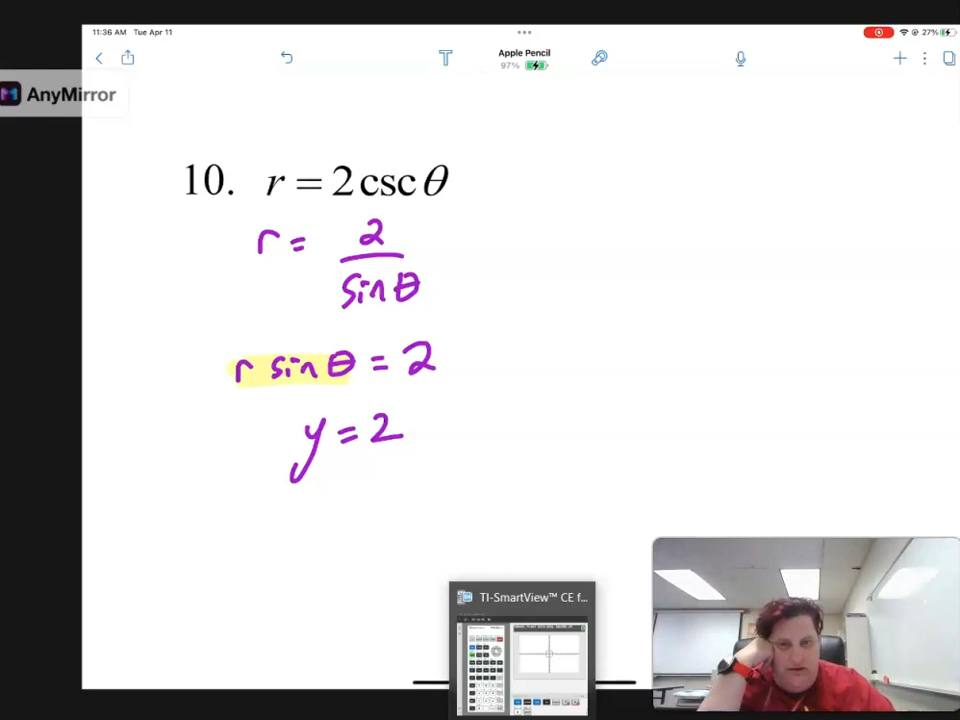 11:36 AM Tue Apr 11
27%
Apple Pencil
97%
AnyMirror
10. r = 2 csc θ
r = 2 / sin θ
r sin θ = 2
y = 2
TI-SmartView™ CE f...